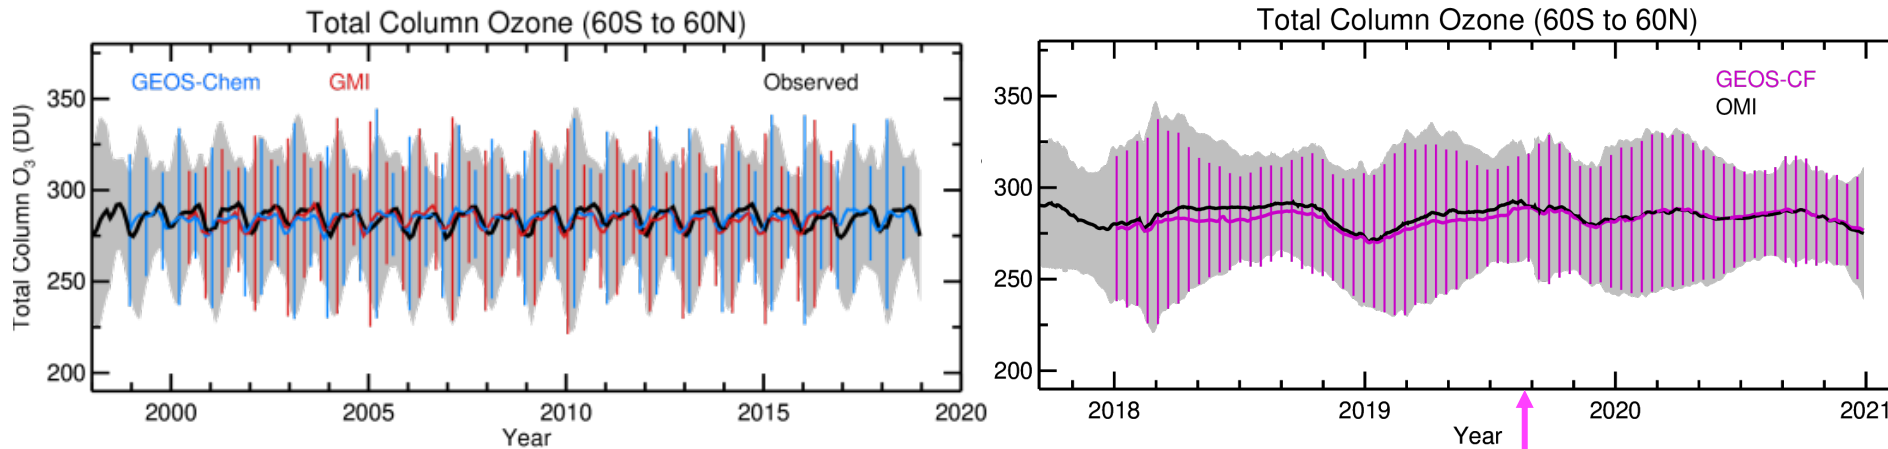 Total Column Ozone (60S to 60N)
GEOS-Chem GMI Observed
Total Column O3 (DU)
350
300
250
200
2000 2005 2010 2015 2020
Year
Total Column Ozone (60S to 60N)
GEOS-CF
OMI
350
300
250
200
2018 2019 2020 2021
Year